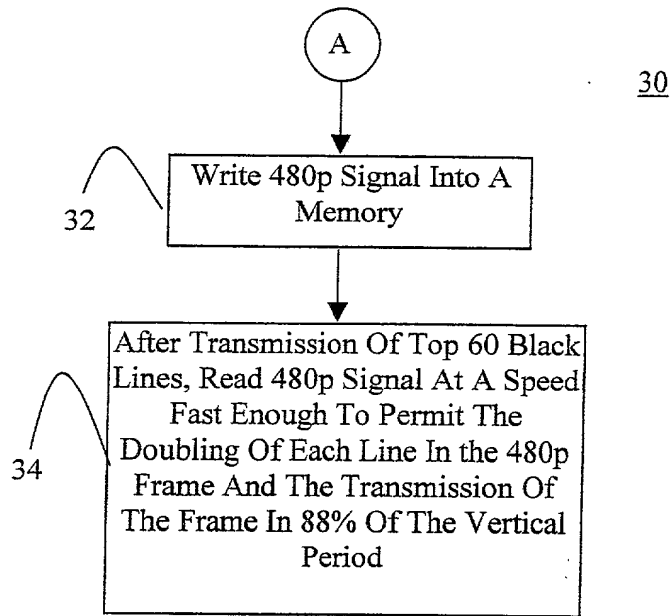 A
30
Write 480p Signal Into A
Memory
32
After Transmission Of Top 60 Black
Lines, Read 480p Signal At A Speed
Fast Enough To Permit The
Doubling Of Each Line In the 480p
Frame And The Transmission Of
The Frame In 88% Of The Vertical
Period
34